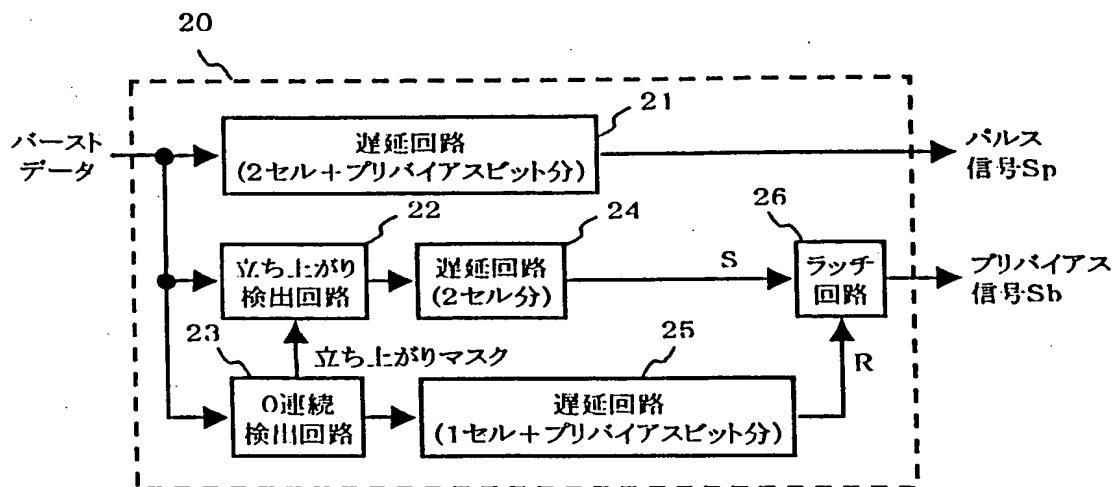 20
21
バースト
データ
遅延回路
(2セル+プリバイアスビット分)
パルス
信号Sp
22
24
26
立ち上がり
検出回路
遅延回路
(2セル分)
S
ラッチ
回路
プリバイアス
信号Sb
23
立ち上がりマスク
25
R
0連続
検出回路
遅延回路
(1セル+プリバイアスビット分)